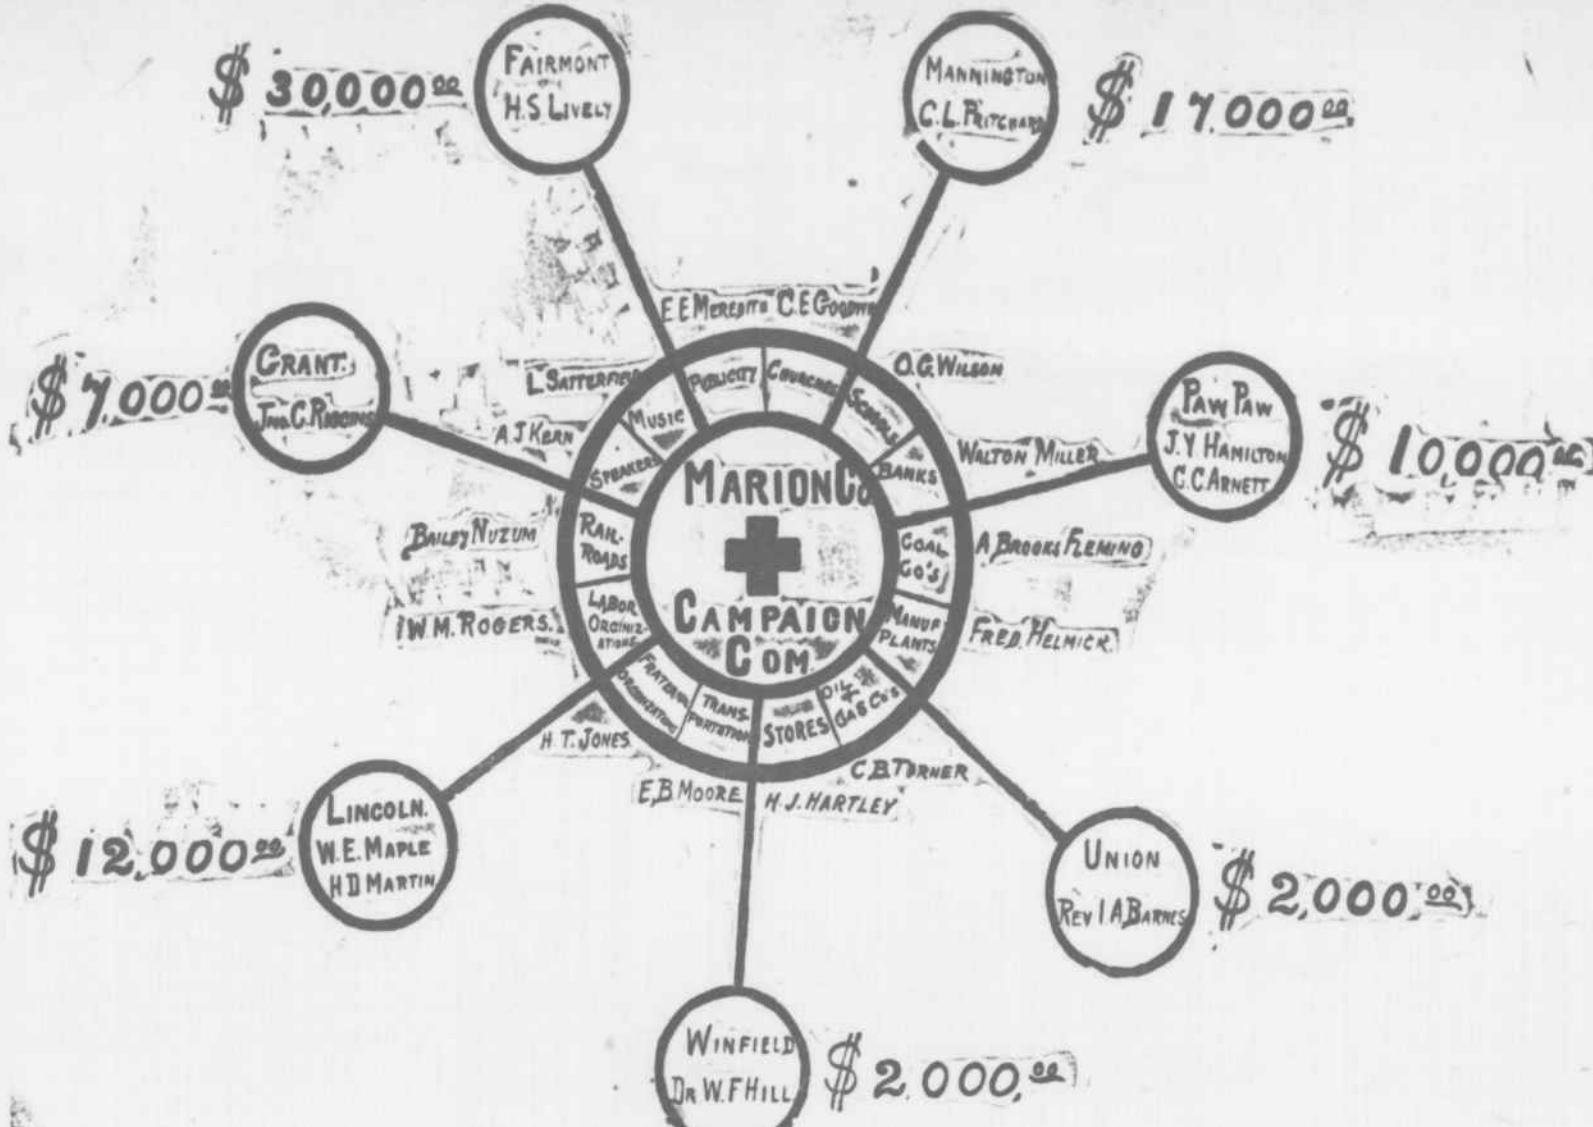 FAIRMONT
H.S LIVELY
$ 30,000 00
MANNINGTON
C.L. PRITCHARD
$ 17.000 00
E E MEREDITH C.E GOODWIN
GRANT.
JNO. C. RIGGINS
$ 7.000 00
L. SATTERFIELD
PUBLICITY
CHURCHES
O.G. WILSON
PAW PAW
J.Y HAMILTON
C.C ARNETT
$ 10,000 00
MUSIC
SCHOOLS
A J KERN
SPEAKERS
BANKS
WALTON MILLER
MARION CO
CAMPAIGN
COM
BAILEY NUZUM
RAIL-
ROADS
COAL
CO'S
A BROOKS FLEMING
W.M. ROGERS.
LABOR
ORGINIZ-
ATIONS
MANUF
PLANTS
FRED. HELMICK.
FRATERNAL
ORGINIZATIONS
TRANS-
PORTATION
STORES
OIL &
GAS CO'S
H. T. JONES
E,B MOORE
H.J. HARTLEY
C.B. TURNER
LINCOLN.
W.E. MAPLE
H D MARTIN
$ 12,000 00
UNION
REV I A, BARNES
$ 2,000, 00
WINFIELD
DR W. F HILL
$ 2.000, 00